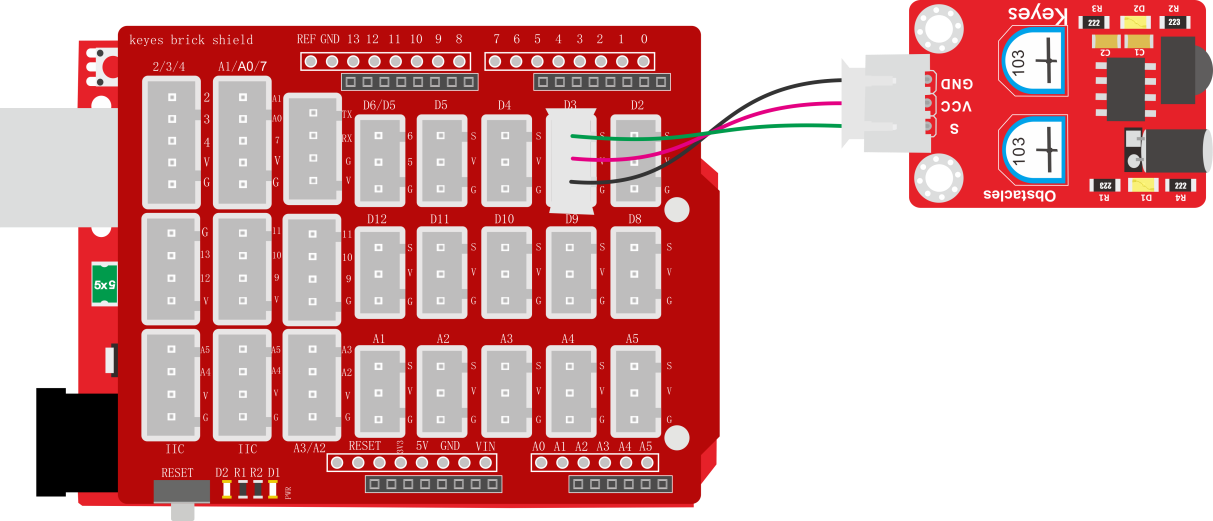 keyes brick shield
REF GND 13 12 11 10 9 8
7 6 5 4 3 2 1 0
2/3/4
A1/A0/7
2
3
4
V
G
A1
A0
7
V
G
TX
RX
G
V
D6/D5
6
5
V
G
D5
S
V
G
D4
S
V
G
D3
S
V
G
D2
S
V
G
G
13
12
V
11
10
9
G
11
10
9
G
D12
D11
S
V
G
D10
S
V
G
D9
S
V
G
D8
S
V
G
A5
A4
V
G
IIC
A5
A4
V
G
IIC
A3
A2
V
G
A3/A2
A1
S
V
G
A2
S
V
G
A3
S
V
G
A4
S
V
G
A5
S
V
G
RESET 3V3 5V GND VIN
A0 A1 A2 A3 A4 A5
RESET
D2 R1 R2 D1
PWR
5x5
Keyes
R3 D2 R2
222 223
C2 C1
103
GND
VCC
S
103
Obstacles
223 222
R1 D1 R4